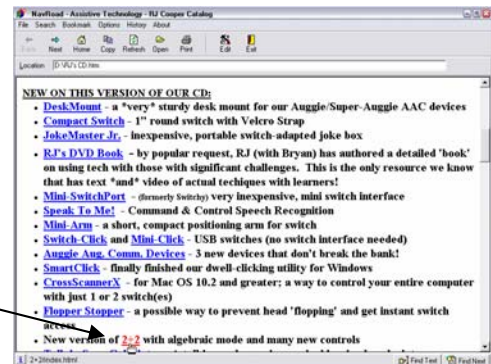 NavRoad - Assistive Technology - RJ Cooper Catalog
File Search Bookmark Options History About
Back Next Home Copy Refresh Open Print Edit Exit
Location D:\RJ's CD.htm
NEW ON THIS VERSION OF OUR CD:
• DeskMount - a *very* sturdy desk mount for our Auggie/Super-Auggie AAC devices
• Compact Switch - 1" round switch with Velcro Strap
• JokeMaster Jr. - inexpensive, portable switch-adapted joke box
• RJ's DVD Book - by popular request, RJ (with Bryan) has authored a detailed 'book'
on using tech with those with significant challenges. This is the only resource we know
that has text *and* video of actual techiques with learners!
• Mini-SwitchPort - (formerly Switchy) very inexpensive, mini switch interface
• Speak To Me! - Command & Control Speech Recognition
• Mini-Arm - a short, compact positioning arm for switch
• Switch-Click and Mini-Click - USB switches (no switch interface needed)
• Auggie Aug. Comm. Devices - 3 new devices that don't break the bank!
• SmartClick - finally finished our dwell-clicking utility for Windows
• CrossScannerX - for Mac OS 10.2 and greater; a way to control your entire computer
with just 1 or 2 switch(es)
• Flopper Stopper - a possible way to prevent head 'flopping' and get instant switch
access
• New version of 2+2 with algebraic mode and many new controls
1 2+2/index.html Find Text Find Next